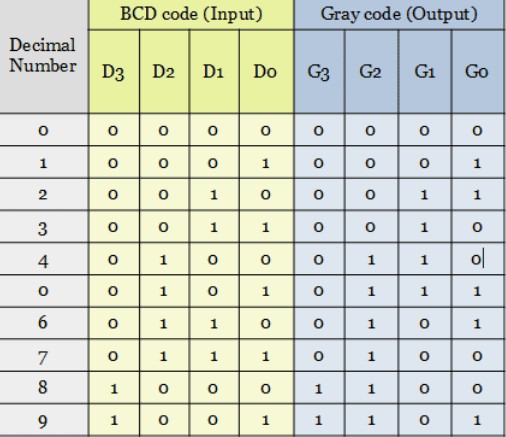 BCD code (Input) Gray code (Output)
Decimal
Number D3 D2 D1 D0 G3 G2 G1 G0
0 0 0 0 0 0 0 0 0
1 0 0 0 1 0 0 0 1
2 0 0 1 0 0 0 1 1
3 0 0 1 1 0 0 1 0
4 0 1 0 0 0 1 1 0
0 0 1 0 1 0 1 1 1
6 0 1 1 0 0 1 0 1
7 0 1 1 1 0 1 0 0
8 1 0 0 0 1 1 0 0
9 1 0 0 1 1 1 0 1